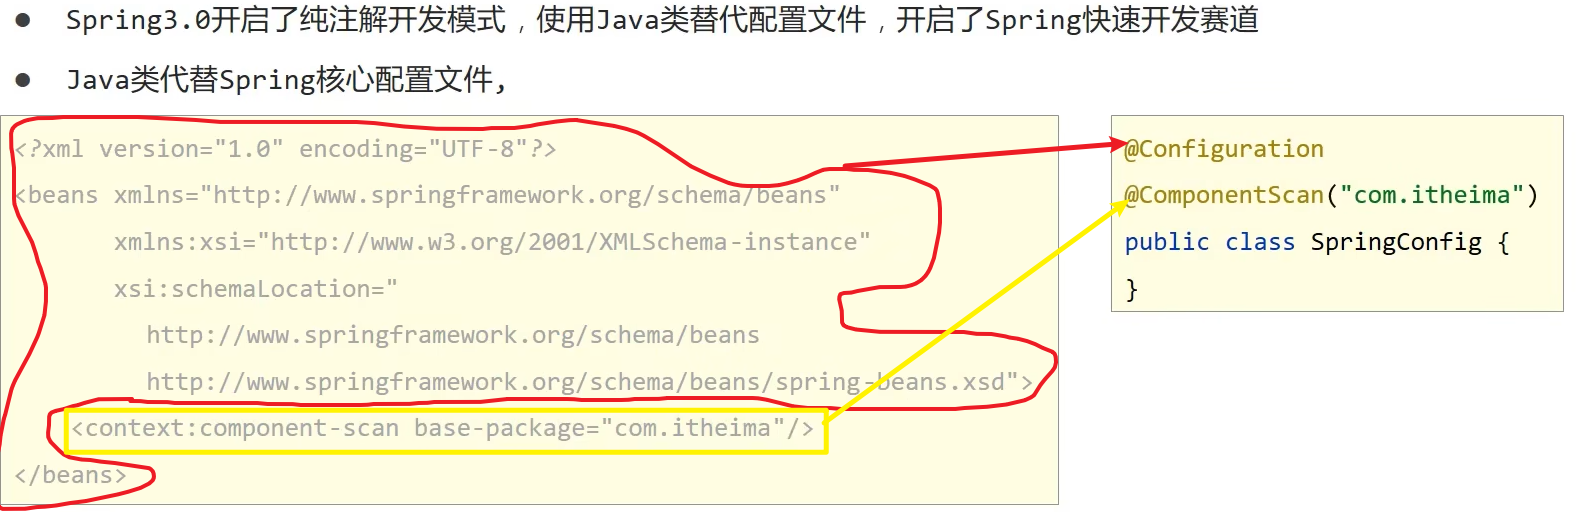 ● Spring3.0开启了纯注解开发模式，使用Java类替代配置文件，开启了Spring快速开发赛道
● Java类代替Spring核心配置文件,
<?xml version="1.0" encoding="UTF-8"?>
<beans xmlns="http://www.springframework.org/schema/beans"
xmlns:xsi="http://www.w3.org/2001/XMLSchema-instance"
xsi:schemaLocation="
http://www.springframework.org/schema/beans
http://www.springframework.org/schema/beans/spring-beans.xsd">
<context:component-scan base-package="com.itheima"/>
</beans>
@Configuration
@ComponentScan("com.itheima")
public class SpringConfig {
}